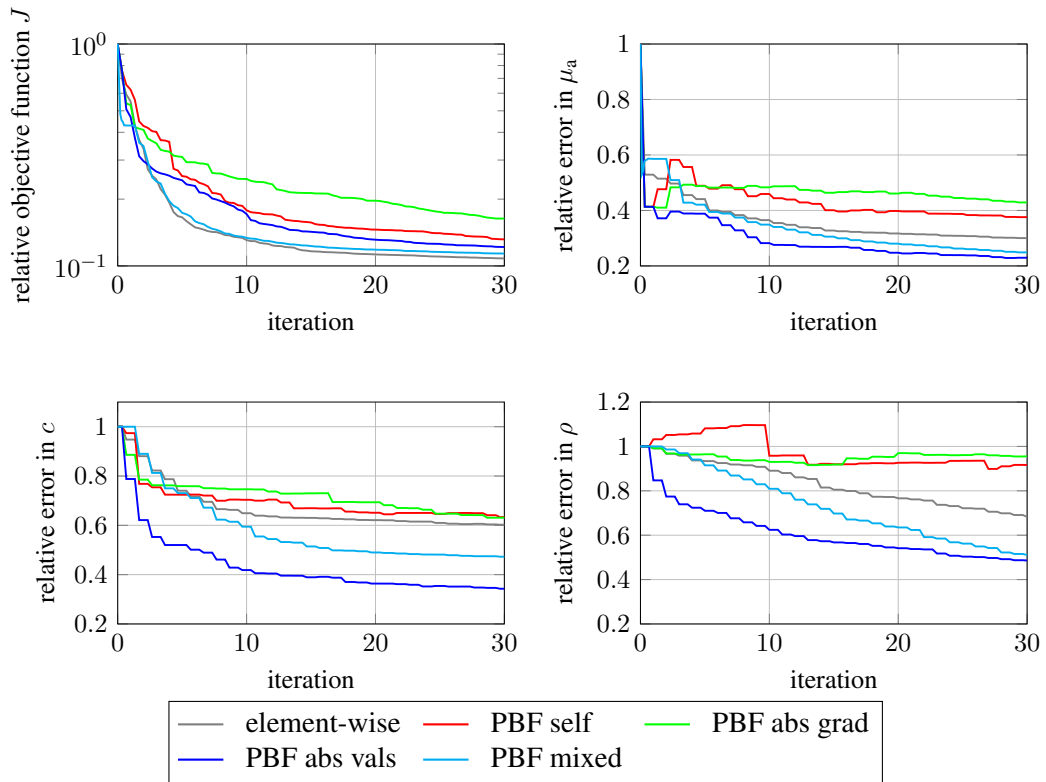 relative objective function J
10^0
10^−1
0 10 20 30
iteration
relative error in μ_a
1
0.8
0.6
0.4
0.2
0 10 20 30
iteration
relative error in c
1
0.8
0.6
0.4
0.2
0 10 20 30
iteration
relative error in ρ
1.2
1
0.8
0.6
0.4
0.2
0 10 20 30
iteration
element-wise PBF self PBF abs grad
PBF abs vals PBF mixed